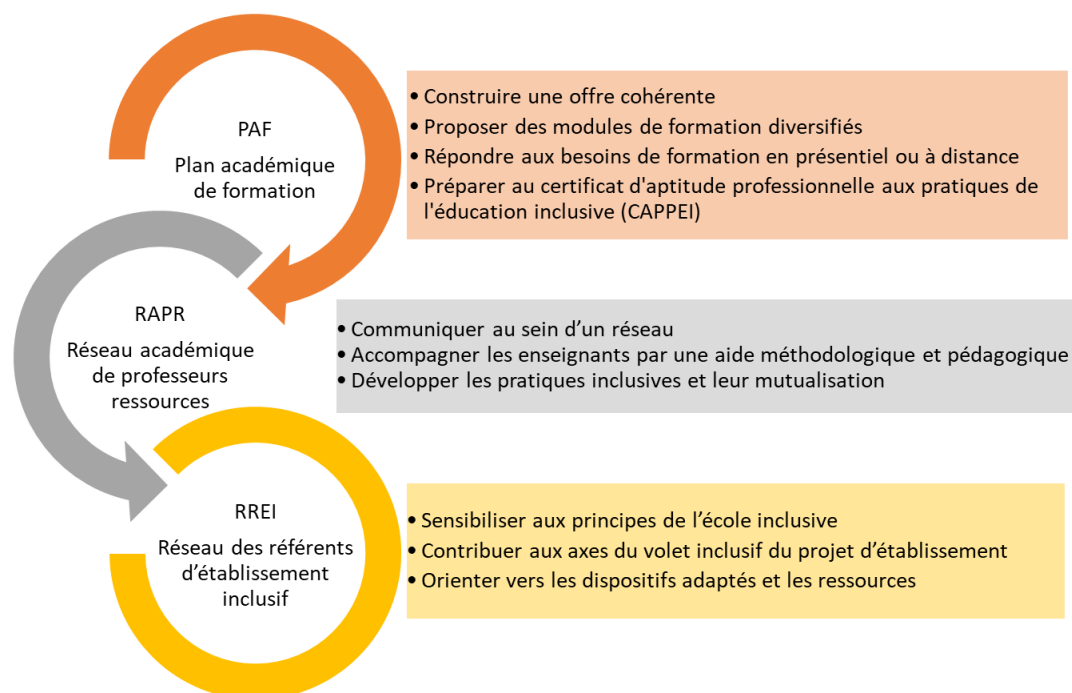 PAF
Plan académique
de formation
• Construire une offre cohérente
• Proposer des modules de formation diversifiés
• Répondre aux besoins de formation en présentiel ou à distance
• Préparer au certificat d'aptitude professionnelle aux pratiques de
l'éducation inclusive (CAPPEI)
RAPR
Réseau académique
de professeurs
ressources
• Communiquer au sein d’un réseau
• Accompagner les enseignants par une aide méthodologique et pédagogique
• Développer les pratiques inclusives et leur mutualisation
RREI
Réseau des référents
d’établissement
inclusif
• Sensibiliser aux principes de l’école inclusive
• Contribuer aux axes du volet inclusif du projet d’établissement
• Orienter vers les dispositifs adaptés et les ressources